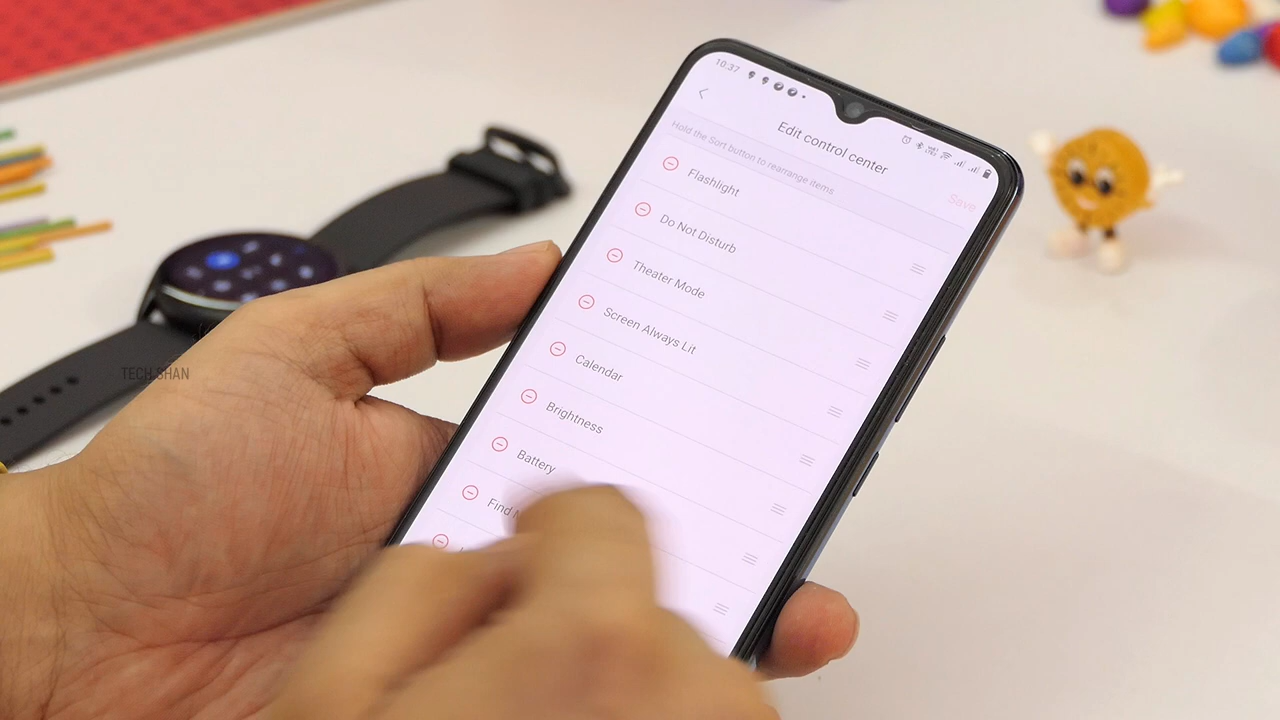 10:37
Edit control center
Hold the Sort button to rearrange items
Save
Flashlight
Do Not Disturb
Theater Mode
Screen Always Lit
Calendar
Brightness
Battery
Find
TECH.SHAN